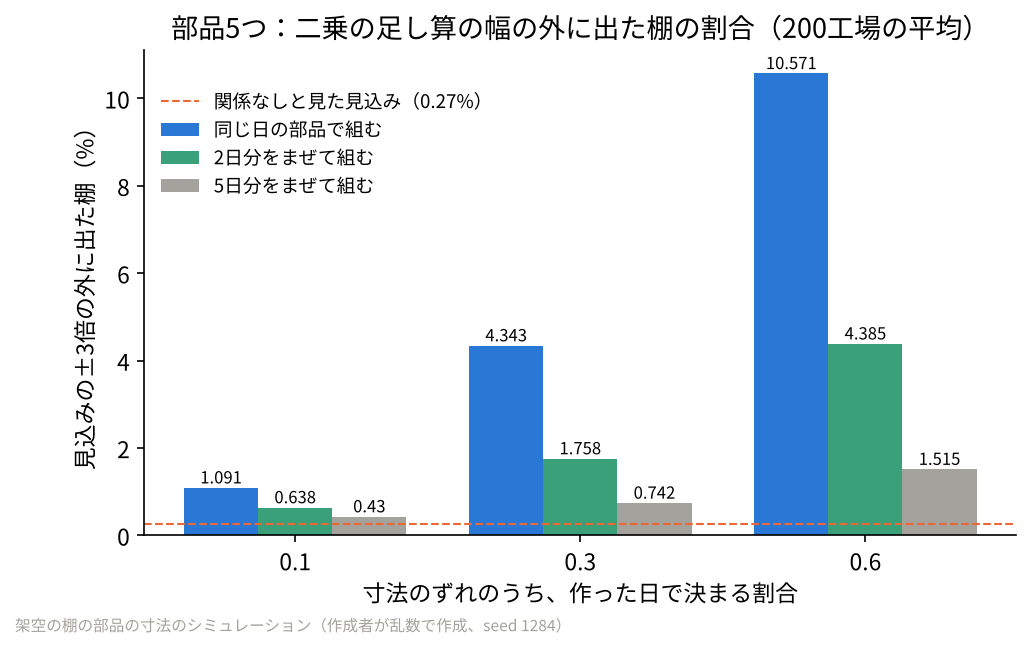 部品5つ：二乗の足し算の幅の外に出た棚の割合（200工場の平均）
見込みの±3倍の外に出た棚（%）
10
8
6
4
2
0
関係なしと見た見込み（0.27%）
同じ日の部品で組む
2日分をまぜて組む
5日分をまぜて組む
1.091
0.638
0.43
4.343
1.758
0.742
10.571
4.385
1.515
0.1
0.3
0.6
寸法のずれのうち、作った日で決まる割合
架空の棚の部品の寸法のシミュレーション（作成者が乱数で作成、seed 1284）